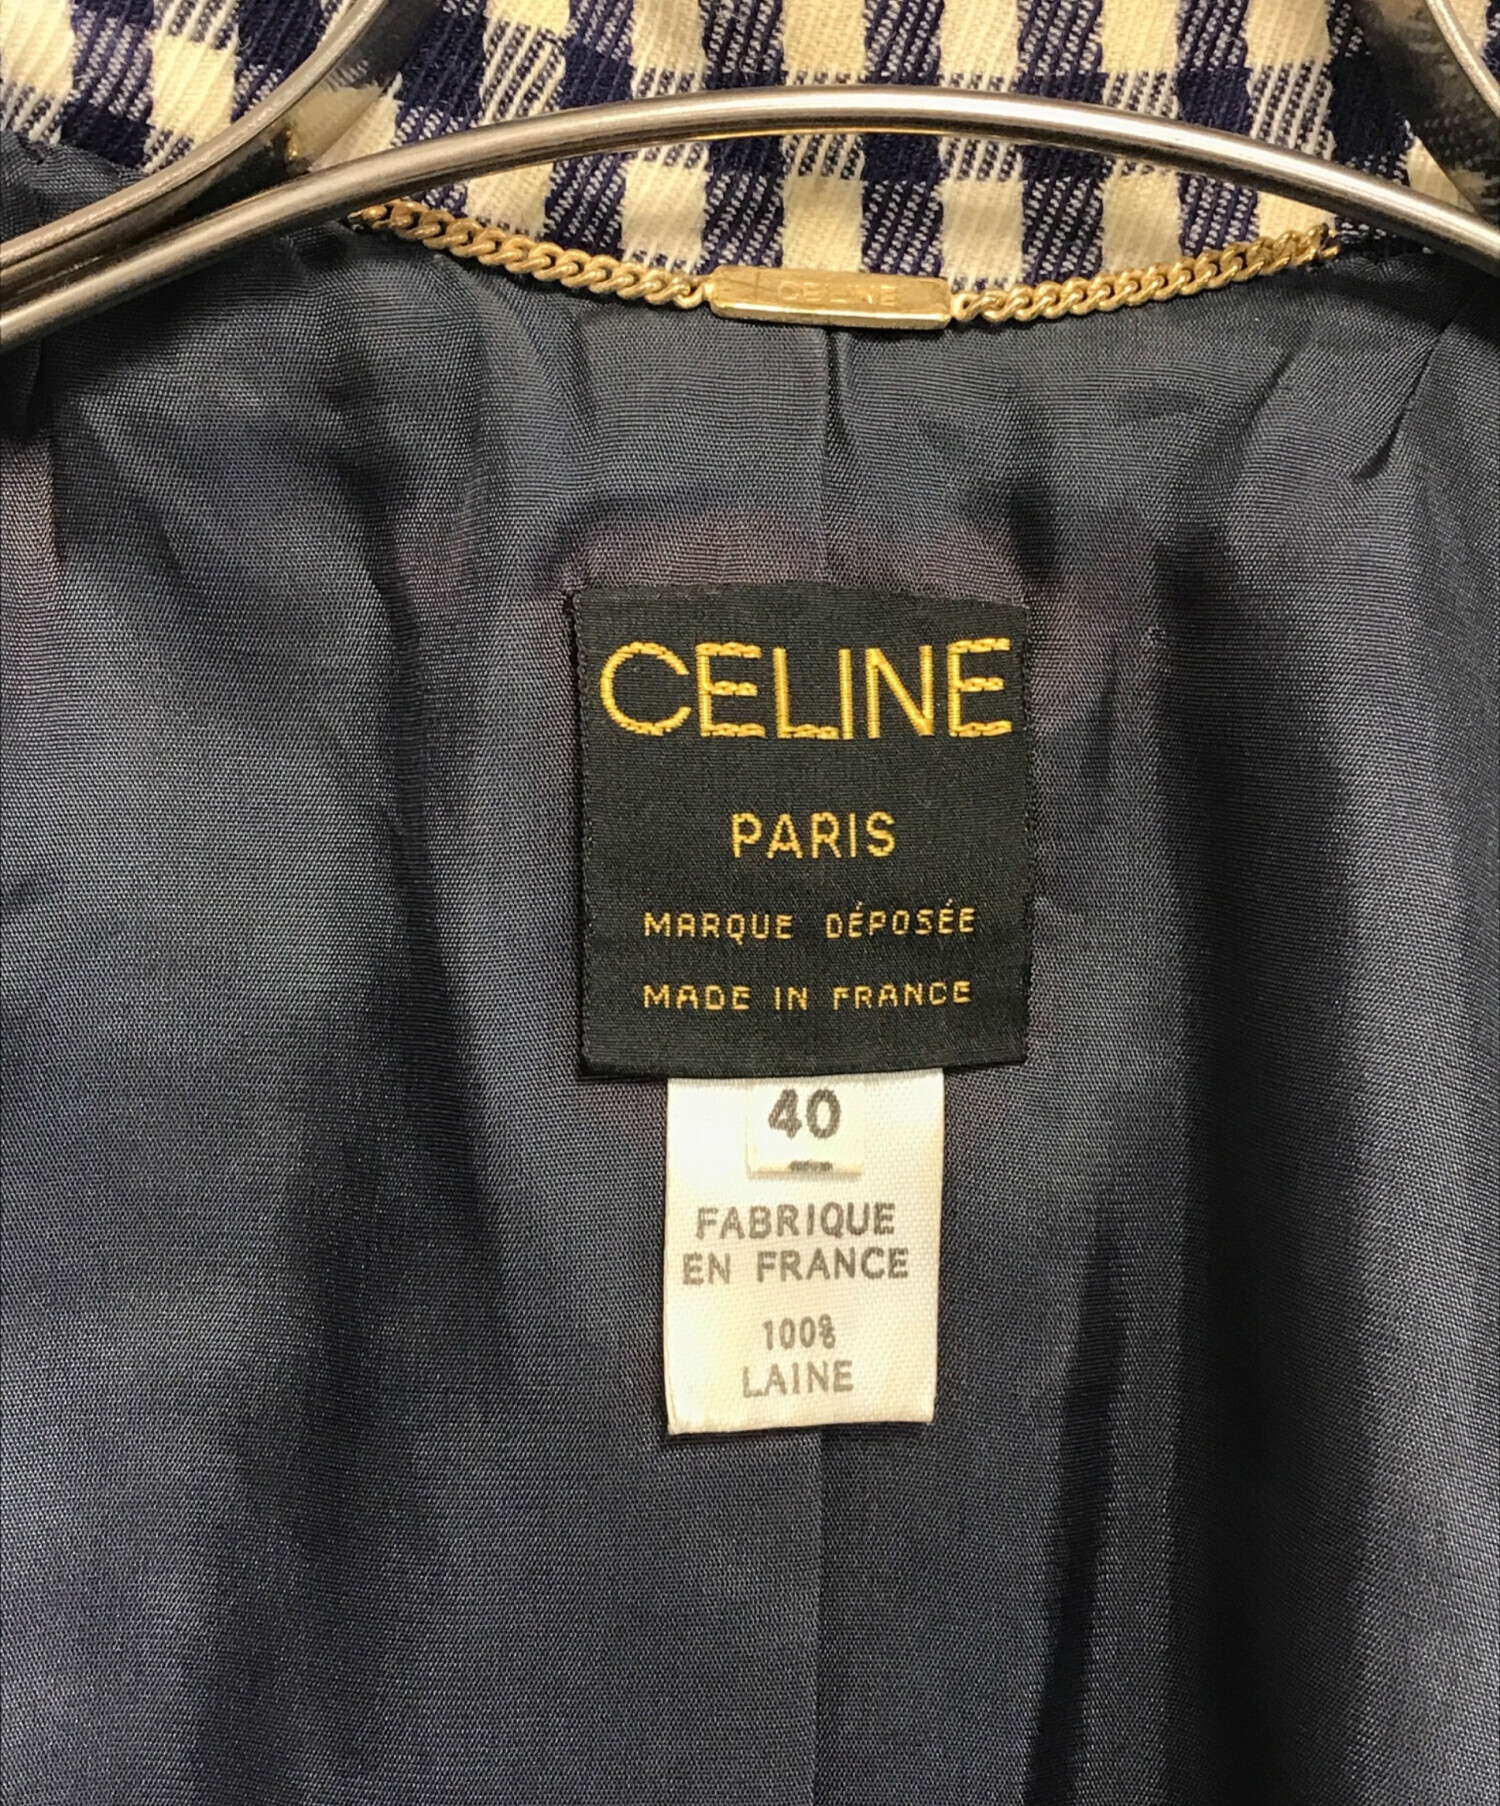 CELINE
CELINE
PARIS
MARQUE DÉPOSÉE
MADE IN FRANCE
40
FABRIQUE
EN FRANCE
100%
LAINE